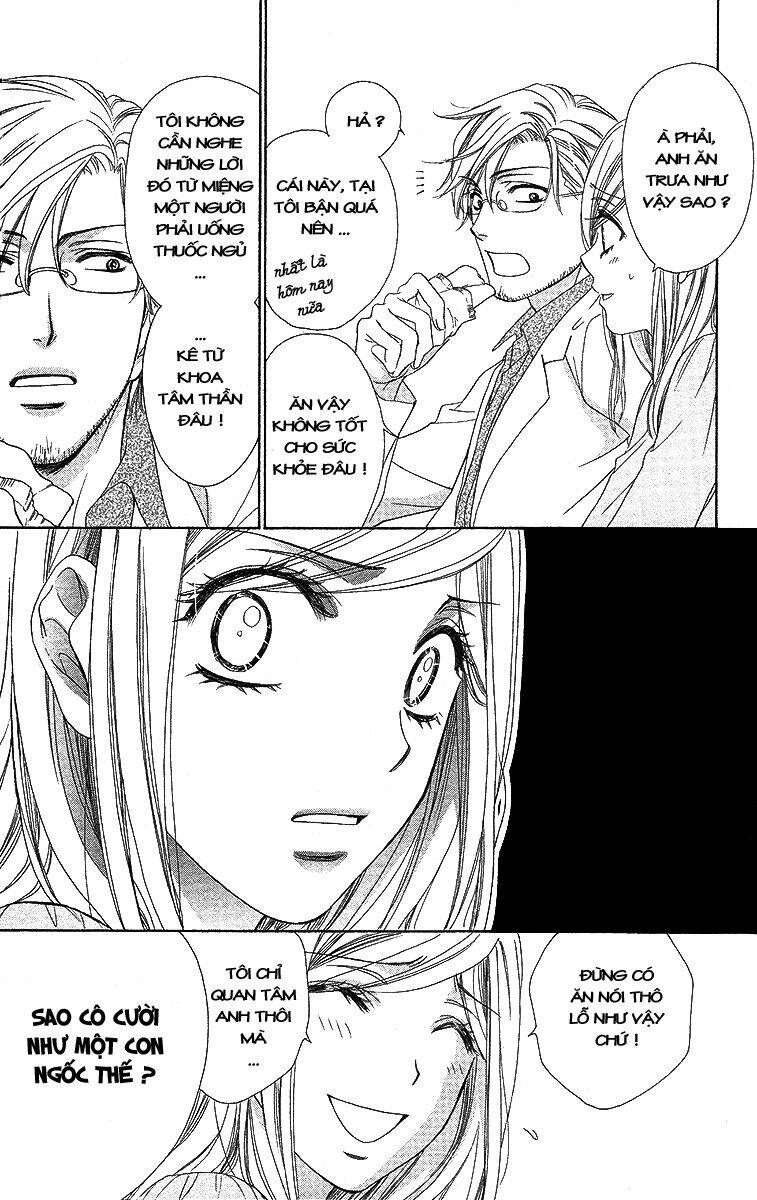 À PHẢI,
ANH ĂN
TRƯA NHƯ
VẬY SAO ?
HẢ ?
CÁI NÀY, TẠI
TÔI BẬN QUÁ
NÊN ...
nhất là
hôm nay
nữa
ĂN VẬY
KHÔNG TỐT
CHO SỨC
KHỎE ĐÂU !
TÔI KHÔNG
CẦN NGHE
NHỮNG LỜI
ĐÓ TỪ MIỆNG
MỘT NGƯỜI
PHẢI UỐNG
THUỐC NGỦ
...
...
KÊ TỪ
KHOA
TÂM THẦN
ĐÂU !
ĐỪNG CÓ
ĂN NÓI THÔ
LỖ NHƯ VẬY
CHỨ !
TÔI CHỈ
QUAN TÂM
ANH THÔI
MÀ
...
SAO CÔ CƯỜI
NHƯ MỘT CON
NGỐC THẾ ?